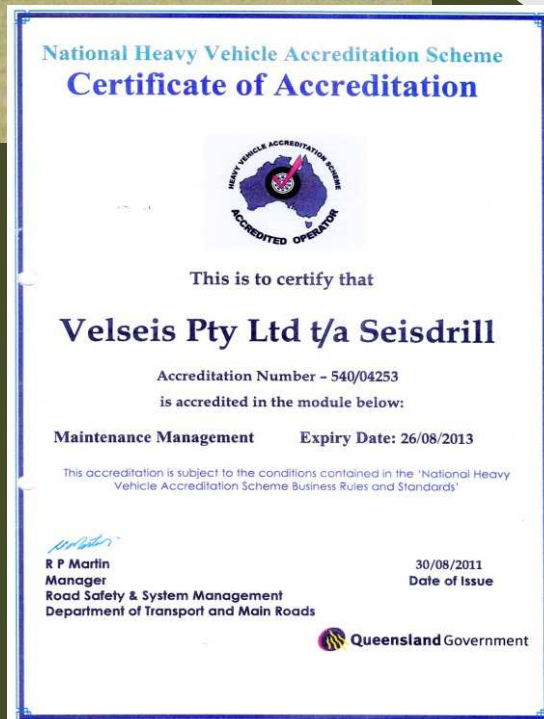 National Heavy Vehicle Accreditation Scheme
Certificate of Accreditation
HEAVY VEHICLE ACCREDITATION SCHEME
ACCREDITED OPERATOR
This is to certify that
Velseis Pty Ltd t/a Seisdrill
Accreditation Number – 540/04253
is accredited in the module below:
Maintenance Management Expiry Date: 26/08/2013
This accreditation is subject to the conditions contained in the 'National Heavy
Vehicle Accreditation Scheme Business Rules and Standards'
R P Martin 30/08/2011
Manager Date of Issue
Road Safety & System Management
Department of Transport and Main Roads
Queensland Government